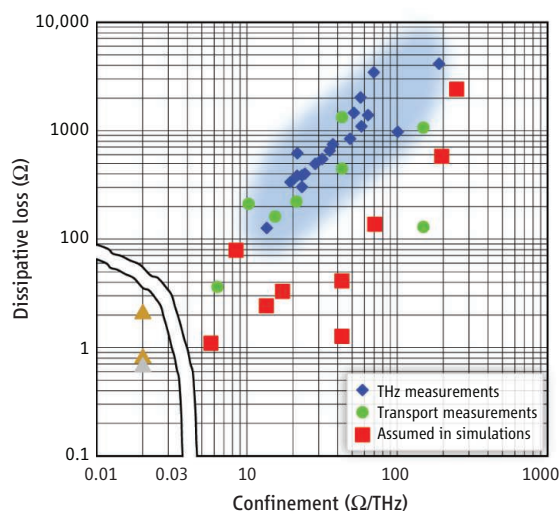 10,000
1000
100
1
0.1
Dissipative loss (Ω)
THz measurements
Transport measurements
Assumed in simulations
0.01 0.03 10 100 1000
Confinement (Ω/THz)